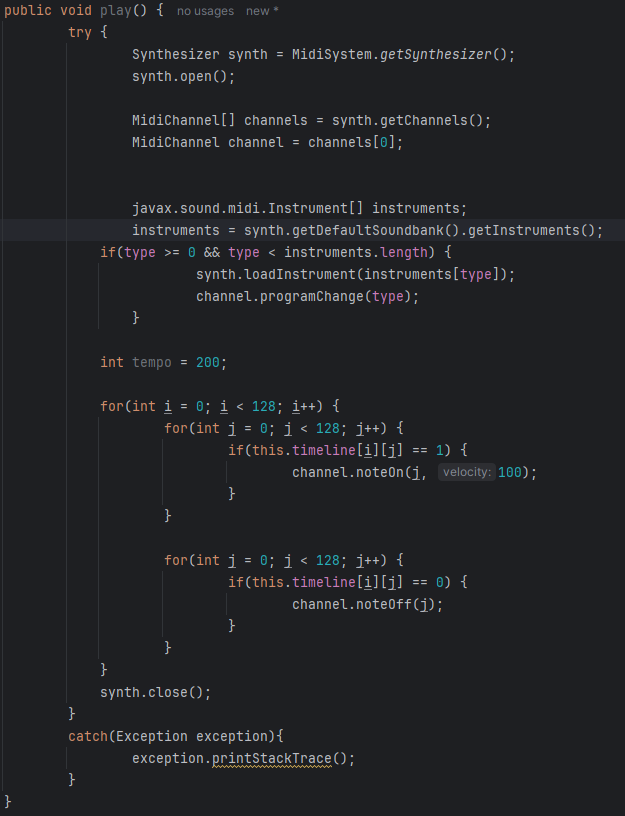 public void play() { no usages new *
try {
Synthesizer synth = MidiSystem.getSynthesizer();
synth.open();
MidiChannel[] channels = synth.getChannels();
MidiChannel channel = channels[0];
javax.sound.midi.Instrument[] instruments;
instruments = synth.getDefaultSoundbank().getInstruments();
if(type >= 0 && type < instruments.length) {
synth.loadInstrument(instruments[type]);
channel.programChange(type);
}
int tempo = 200;
for(int i = 0; i < 128; i++) {
for(int j = 0; j < 128; j++) {
if(this.timeline[i][j] == 1) {
channel.noteOn(j, velocity: 100);
}
}
for(int j = 0; j < 128; j++) {
if(this.timeline[i][j] == 0) {
channel.noteOff(j);
}
}
}
synth.close();
}
catch(Exception exception){
exception.printStackTrace();
}
}